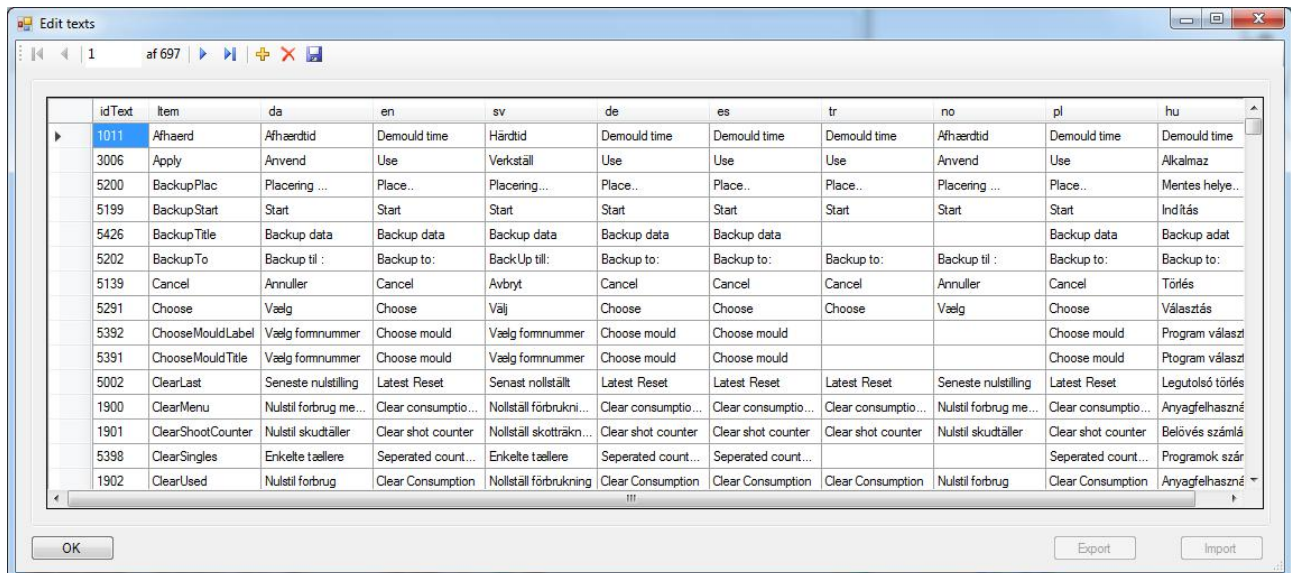 Edit texts
1 af 697
idText Item da en sv de es tr no pl hu
1011 Afhaerd Afhærdtid Demould time Härdtid Demould time Demould time Demould time Afhærdtid Demould time Demould time
3006 Apply Anvend Use Verkställ Use Use Use Anvend Use Alkalmaz
5200 BackupPlac Placering ... Place.. Placering... Place.. Place... Place.. Placering ... Place.. Mentes helye..
5199 BackupStart Start Start Start Start Start Start Start Start Indítás
5426 BackupTitle Backup data Backup data Backup data Backup data Backup data Backup data Backup adat
5202 BackupTo Backup til : Backup to: BackUp till: Backup to: Backup to: Backup to: Backup til : Backup to: Backup to:
5139 Cancel Annuller Cancel Avbryt Cancel Cancel Cancel Annuller Cancel Törlés
5291 Choose Vælg Choose Välj Choose Choose Choose Vælg Choose Választás
5392 ChooseMouldLabel Vælg formnummer Choose mould Vælg formnummer Choose mould Choose mould Choose mould Program választ
5391 ChooseMouldTitle Vælg formnummer Choose mould Vælg formnummer Choose mould Choose mould Choose mould Ptogram választ
5002 ClearLast Seneste nulstilling Latest Reset Senast nollställt Latest Reset Latest Reset Latest Reset Seneste nulstilling Latest Reset Legutolsó törlés
1900 ClearMenu Nulstil forbrug me... Clear consumptio... Nollställ förbrukni... Clear consumptio... Clear consumptio... Clear consumptio... Nulstil forbrug me... Clear consumptio... Anyagfelhaszná
1901 ClearShootCounter Nulstil skudtäller Clear shot counter Nollställ skotträkn... Clear shot counter Clear shot counter Clear shot counter Nulstil skudtäller Clear shot counter Belövés számlá
5398 ClearSingles Enkelte tællere Seperated count... Enkelte tællere Seperated count... Seperated count... Seperated count... Programok szár
1902 ClearUsed Nulstil forbrug Clear Consumption Nollställ förbrukning Clear Consumption Clear Consumption Clear Consumption Nulstil forbrug Clear Consumption Anyagfelhaszná
OK Export Import